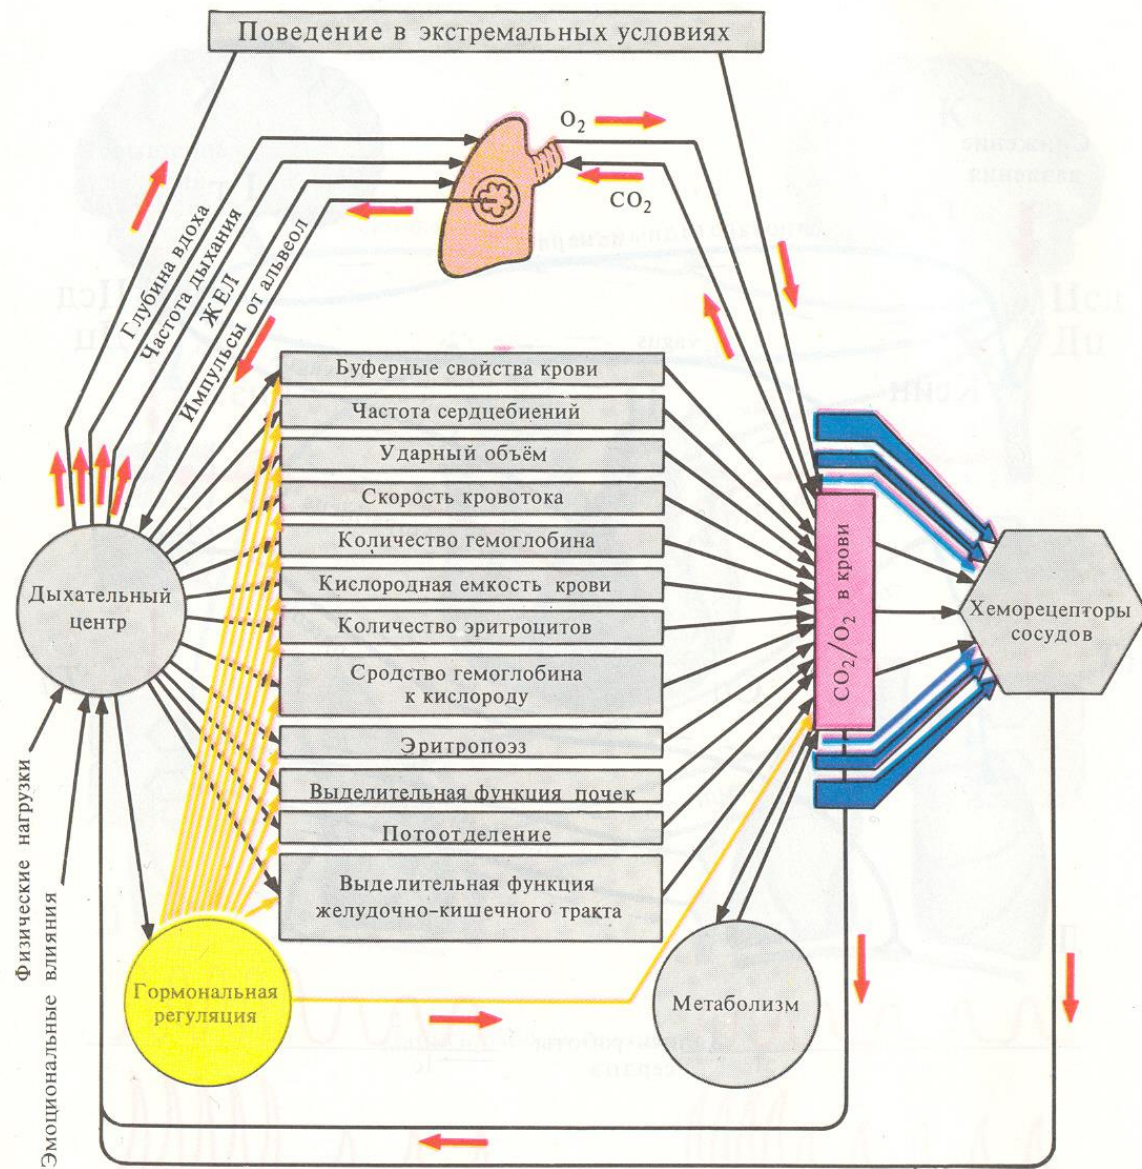 Поведение в экстремальных условиях
O₂
CO₂
Глубина вдоха
Частота дыхания
ЖЕЛ
Импульсы от альвеол
Буферные свойства крови
Частота сердцебиений
Ударный объём
Скорость кровотока
Количество гемоглобина
Кислородная емкость крови
Количество эритроцитов
Сродство гемоглобина
к кислороду
Эритропоэз
Выделительная функция почек
Потоотделение
Выделительная функция
желудочно-кишечного тракта
Дыхательный
центр
CO₂/O₂ в крови
Хеморецепторы
сосудов
Физические нагрузки
Эмоциональные влияния
Гормональная
регуляция
Метаболизм